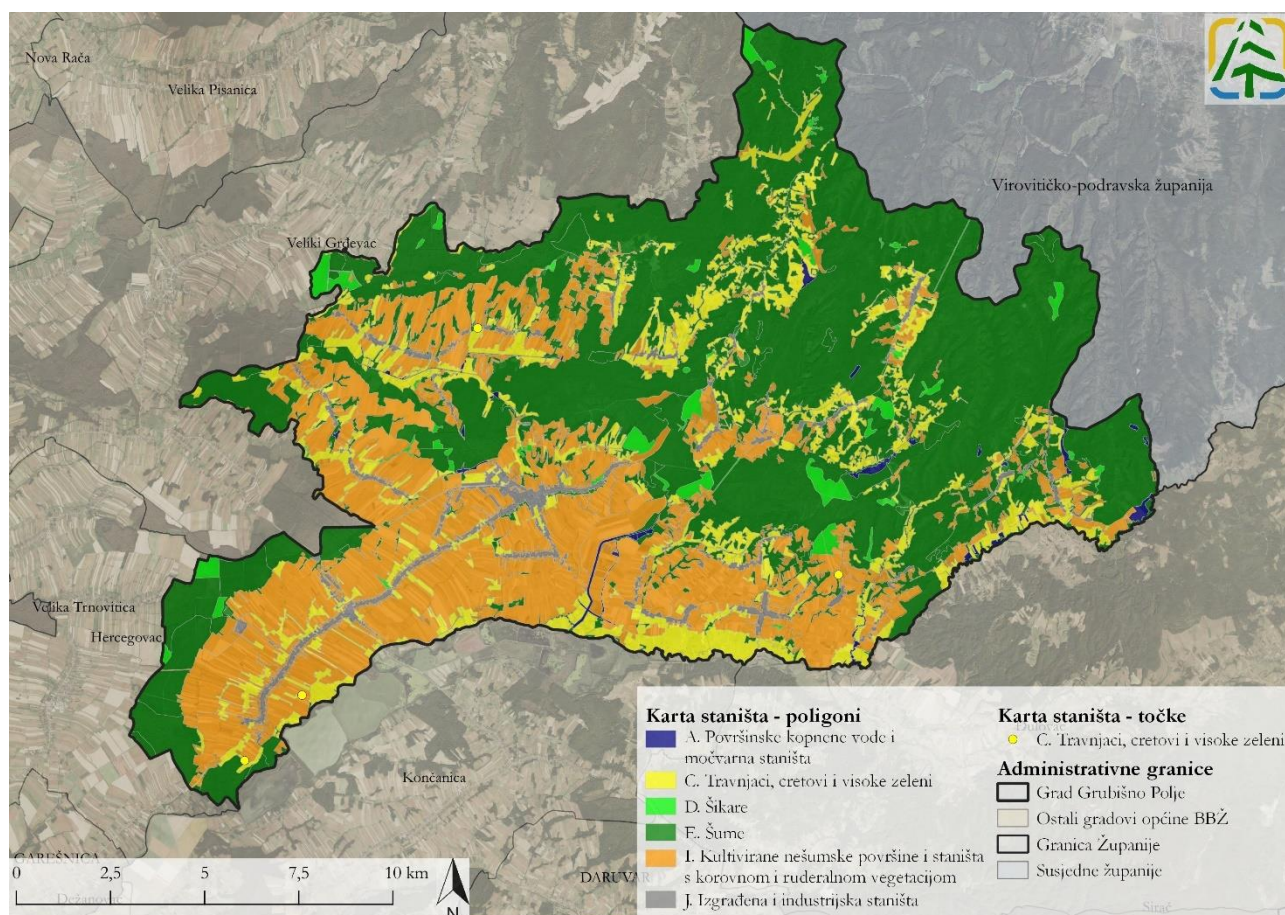 Nova Rača
Velika Pisanica
Virovitičko-podravska županija
Veliki Grđevac
Velika Trnovitica
Hercegovac
Končanica
GAREŠNICA
Dežanovac
DARUVAR
Sirač
Karta staništa - poligoni
A. Površinske kopnene vode i
močvarna staništa
C. Travnjaci, cretovi i visoke zeleni
D. Šikare
E. Šume
I. Kultivirane nešumske površine i staništa
s korovnom i ruderalnom vegetacijom
J. Izgrađena i industrijska staništa
Karta staništa - točke
C. Travnjaci, cretovi i visoke zeleni
Administrativne granice
Grad Grubišno Polje
Ostali gradovi općine BBŽ
Granica Županije
Susjedne županije
0 2,5 5 7,5 10 km
N